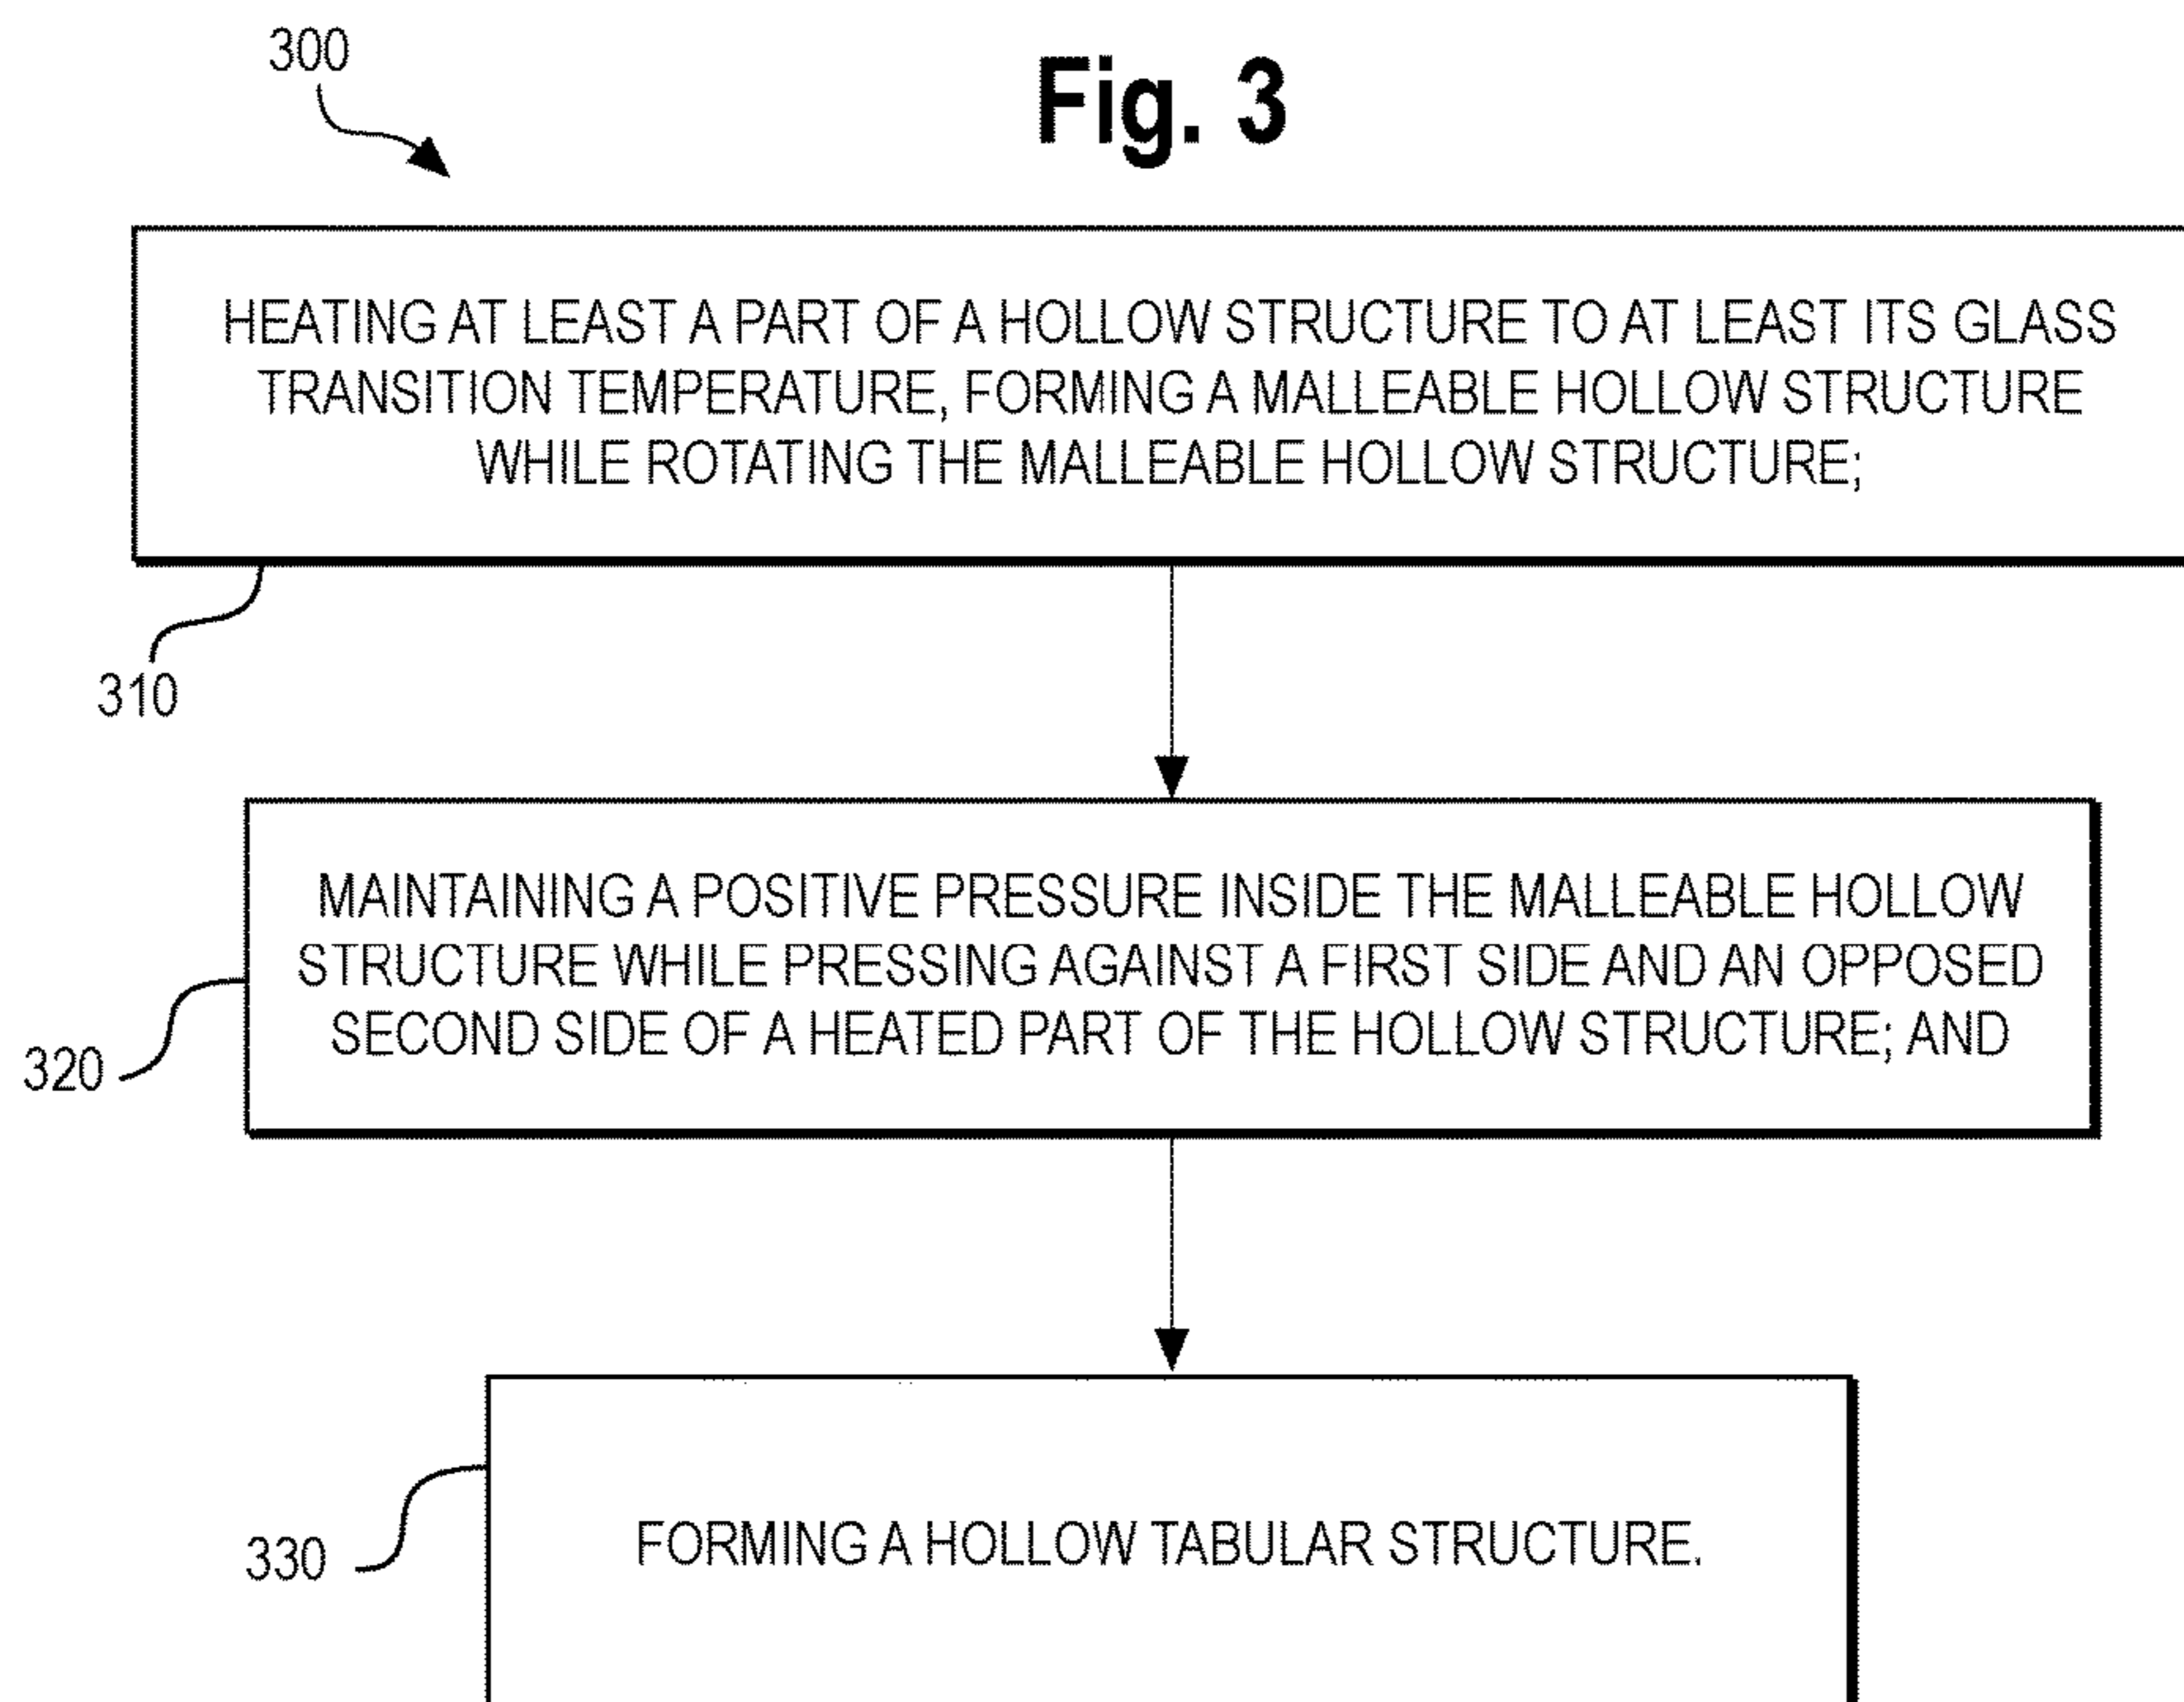 300
Fig. 3
HEATING AT LEAST A PART OF A HOLLOW STRUCTURE TO AT LEAST ITS GLASS
TRANSITION TEMPERATURE, FORMING A MALLEABLE HOLLOW STRUCTURE
WHILE ROTATING THE MALLEABLE HOLLOW STRUCTURE;
310
MAINTAINING A POSITIVE PRESSURE INSIDE THE MALLEABLE HOLLOW
STRUCTURE WHILE PRESSING AGAINST A FIRST SIDE AND AN OPPOSED
SECOND SIDE OF A HEATED PART OF THE HOLLOW STRUCTURE; AND
320
FORMING A HOLLOW TABULAR STRUCTURE.
330